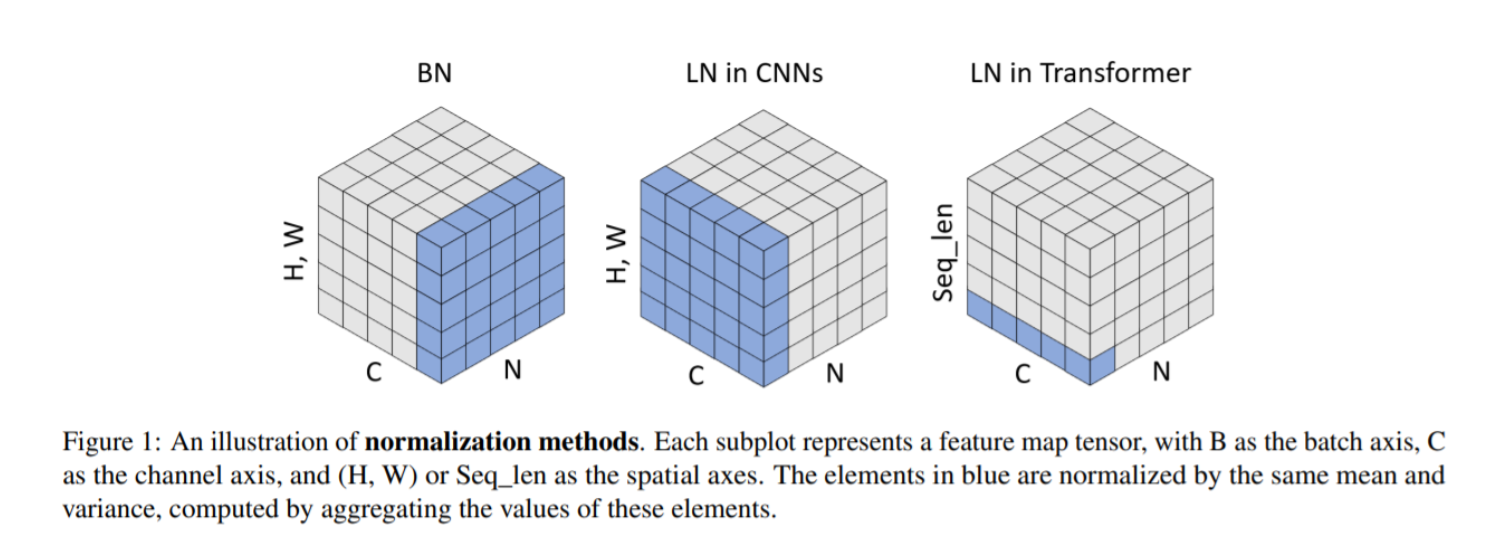 BN
LN in CNNs
LN in Transformer
H, W
C
N
H, W
C
N
Seq_len
C
N
Figure 1: An illustration of normalization methods. Each subplot represents a feature map tensor, with B as the batch axis, C
as the channel axis, and (H, W) or Seq_len as the spatial axes. The elements in blue are normalized by the same mean and
variance, computed by aggregating the values of these elements.